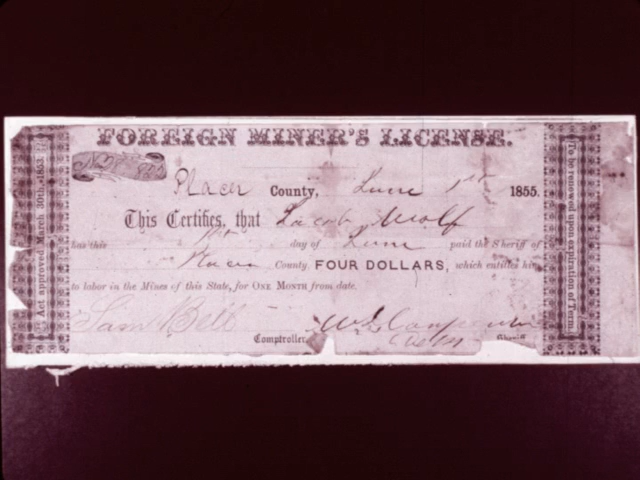 FOREIGN MINER'S LICENSE.
No.
Placer County, June 1st 1855.
This Certifies, that Jacob Wolf
has this 1st day of June paid the Sheriff of
Placer County FOUR DOLLARS, which entitles him
to labor in the Mines of this State, for ONE MONTH from date.
Sam Bell
Comptroller. Sheriff
Act approved March 30th, 1853.
To be renewed upon expiration of Term.